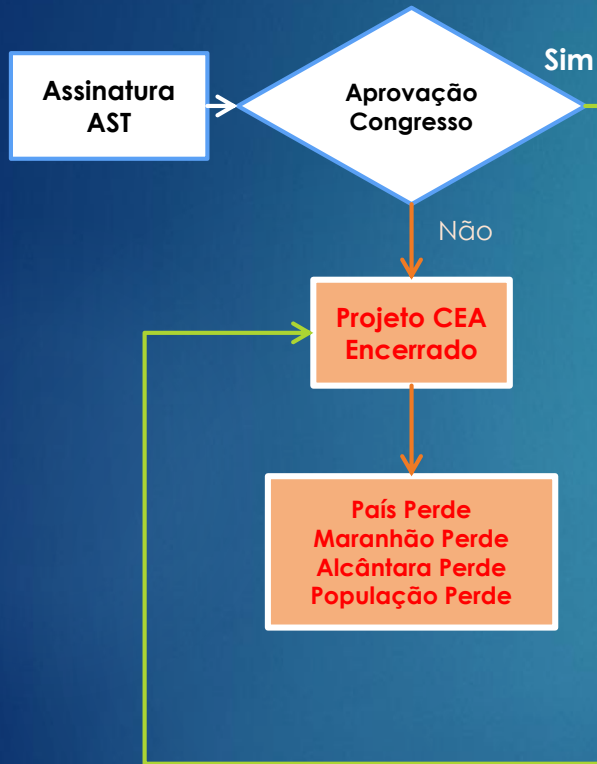 Assinatura
AST
Aprovação
Congresso
Sim
Não
Projeto CEA
Encerrado
País Perde
Maranhão Perde
Alcântara Perde
População Perde